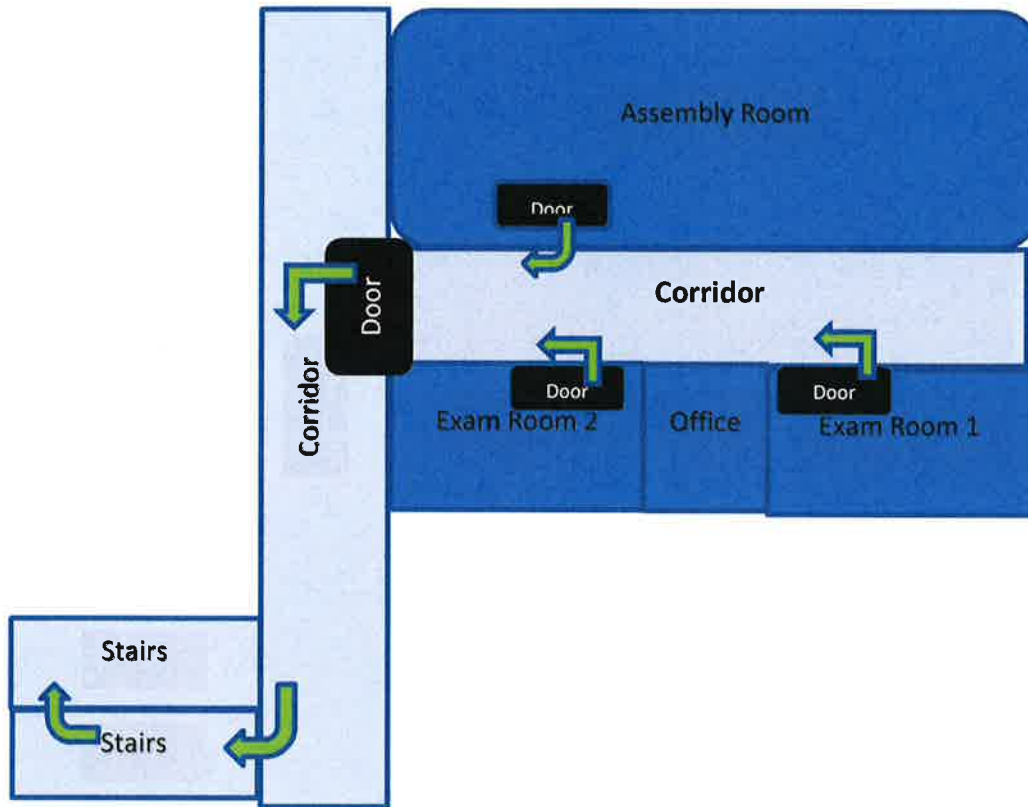 Assembly Room
Door
Corridor
Door
Corridor
Door
Door
Exam Room 2
Office
Exam Room 1
Stairs
Stairs